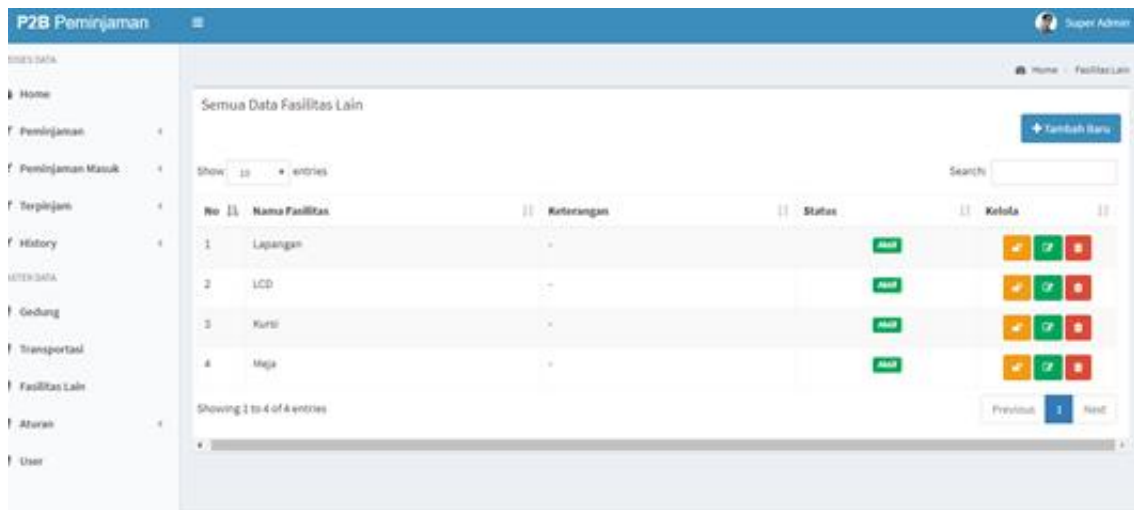 P2B Peminjaman
Super Admin
Home
Fasilitas Lain
Home
Peminjaman
Peminjaman Masuk
Terpinjam
History
Gedung
Transportasi
Fasilitas Lain
Aturan
User
Semua Data Fasilitas Lain
Tambah Baru
Show 10 entries
Search:
No Nama Fasilitas Keterangan Status Kelola
1 Lapangan - Aktif
2 LCD - Aktif
3 Kursi - Aktif
4 Meja - Aktif
Showing 1 to 4 of 4 entries
Previous 1 Next